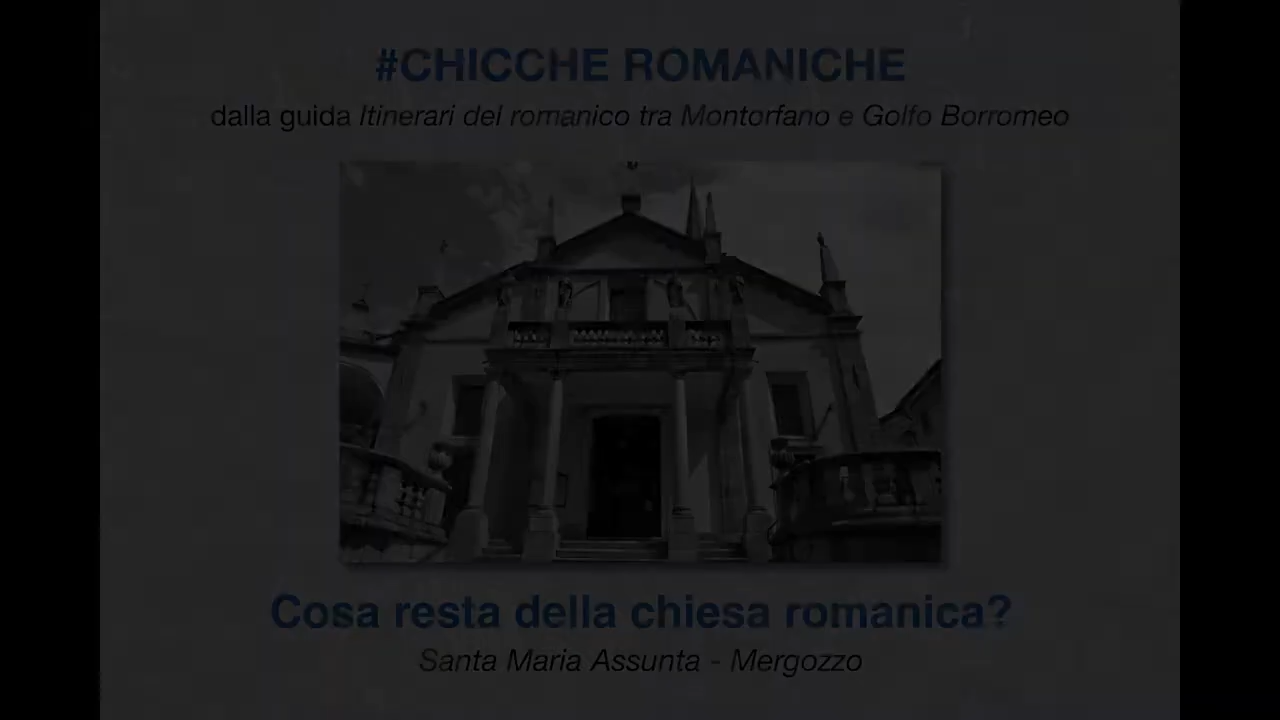 #CHICCHE ROMANICHE
dalla guida Itinerari del romanico tra Montorfano e Golfo Borromeo
Cosa resta della chiesa romanica?
Santa Maria Assunta - Mergozzo